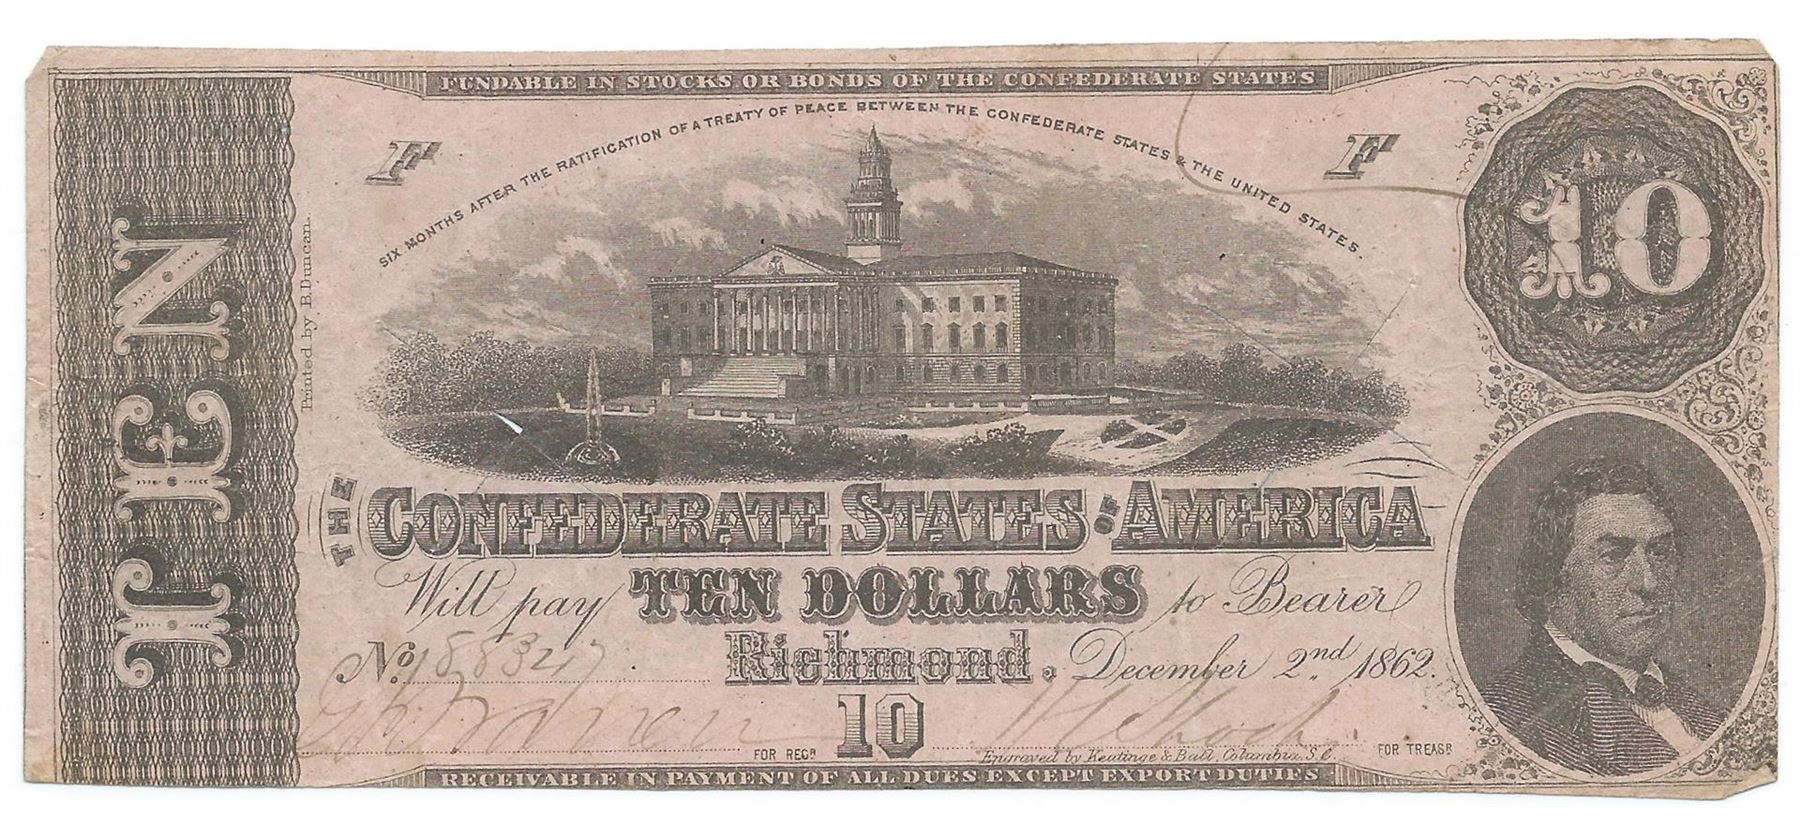 FUNDABLE IN STOCKS OR BONDS OF THE CONFEDERATE STATES
SIX MONTHS AFTER THE RATIFICATION OF A TREATY OF PEACE BETWEEN THE CONFEDERATE STATES & THE UNITED STATES.
F
F
10
TEN
Printed by B. Duncan.
THE CONFEDERATE STATES OF AMERICA
Will pay TEN DOLLARS to Bearer
No. 188347
Richmond. December 2nd 1862.
10
FOR REGR
FOR TREASR
Engraved by Keatinge & Ball, Columbia, S.C.
RECEIVABLE IN PAYMENT OF ALL DUES EXCEPT EXPORT DUTIES